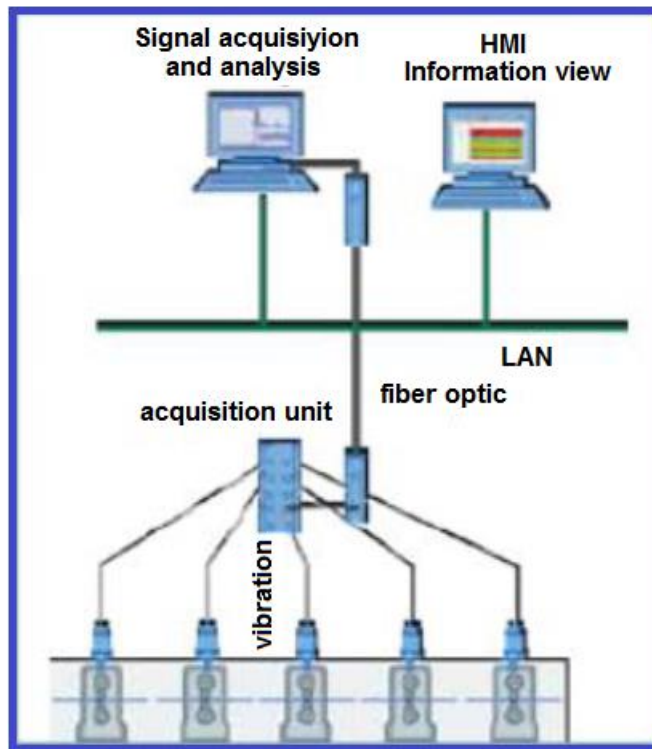 Signal acquisiyion
and analysis
HMI
Information view
LAN
fiber optic
acquisition unit
vibration